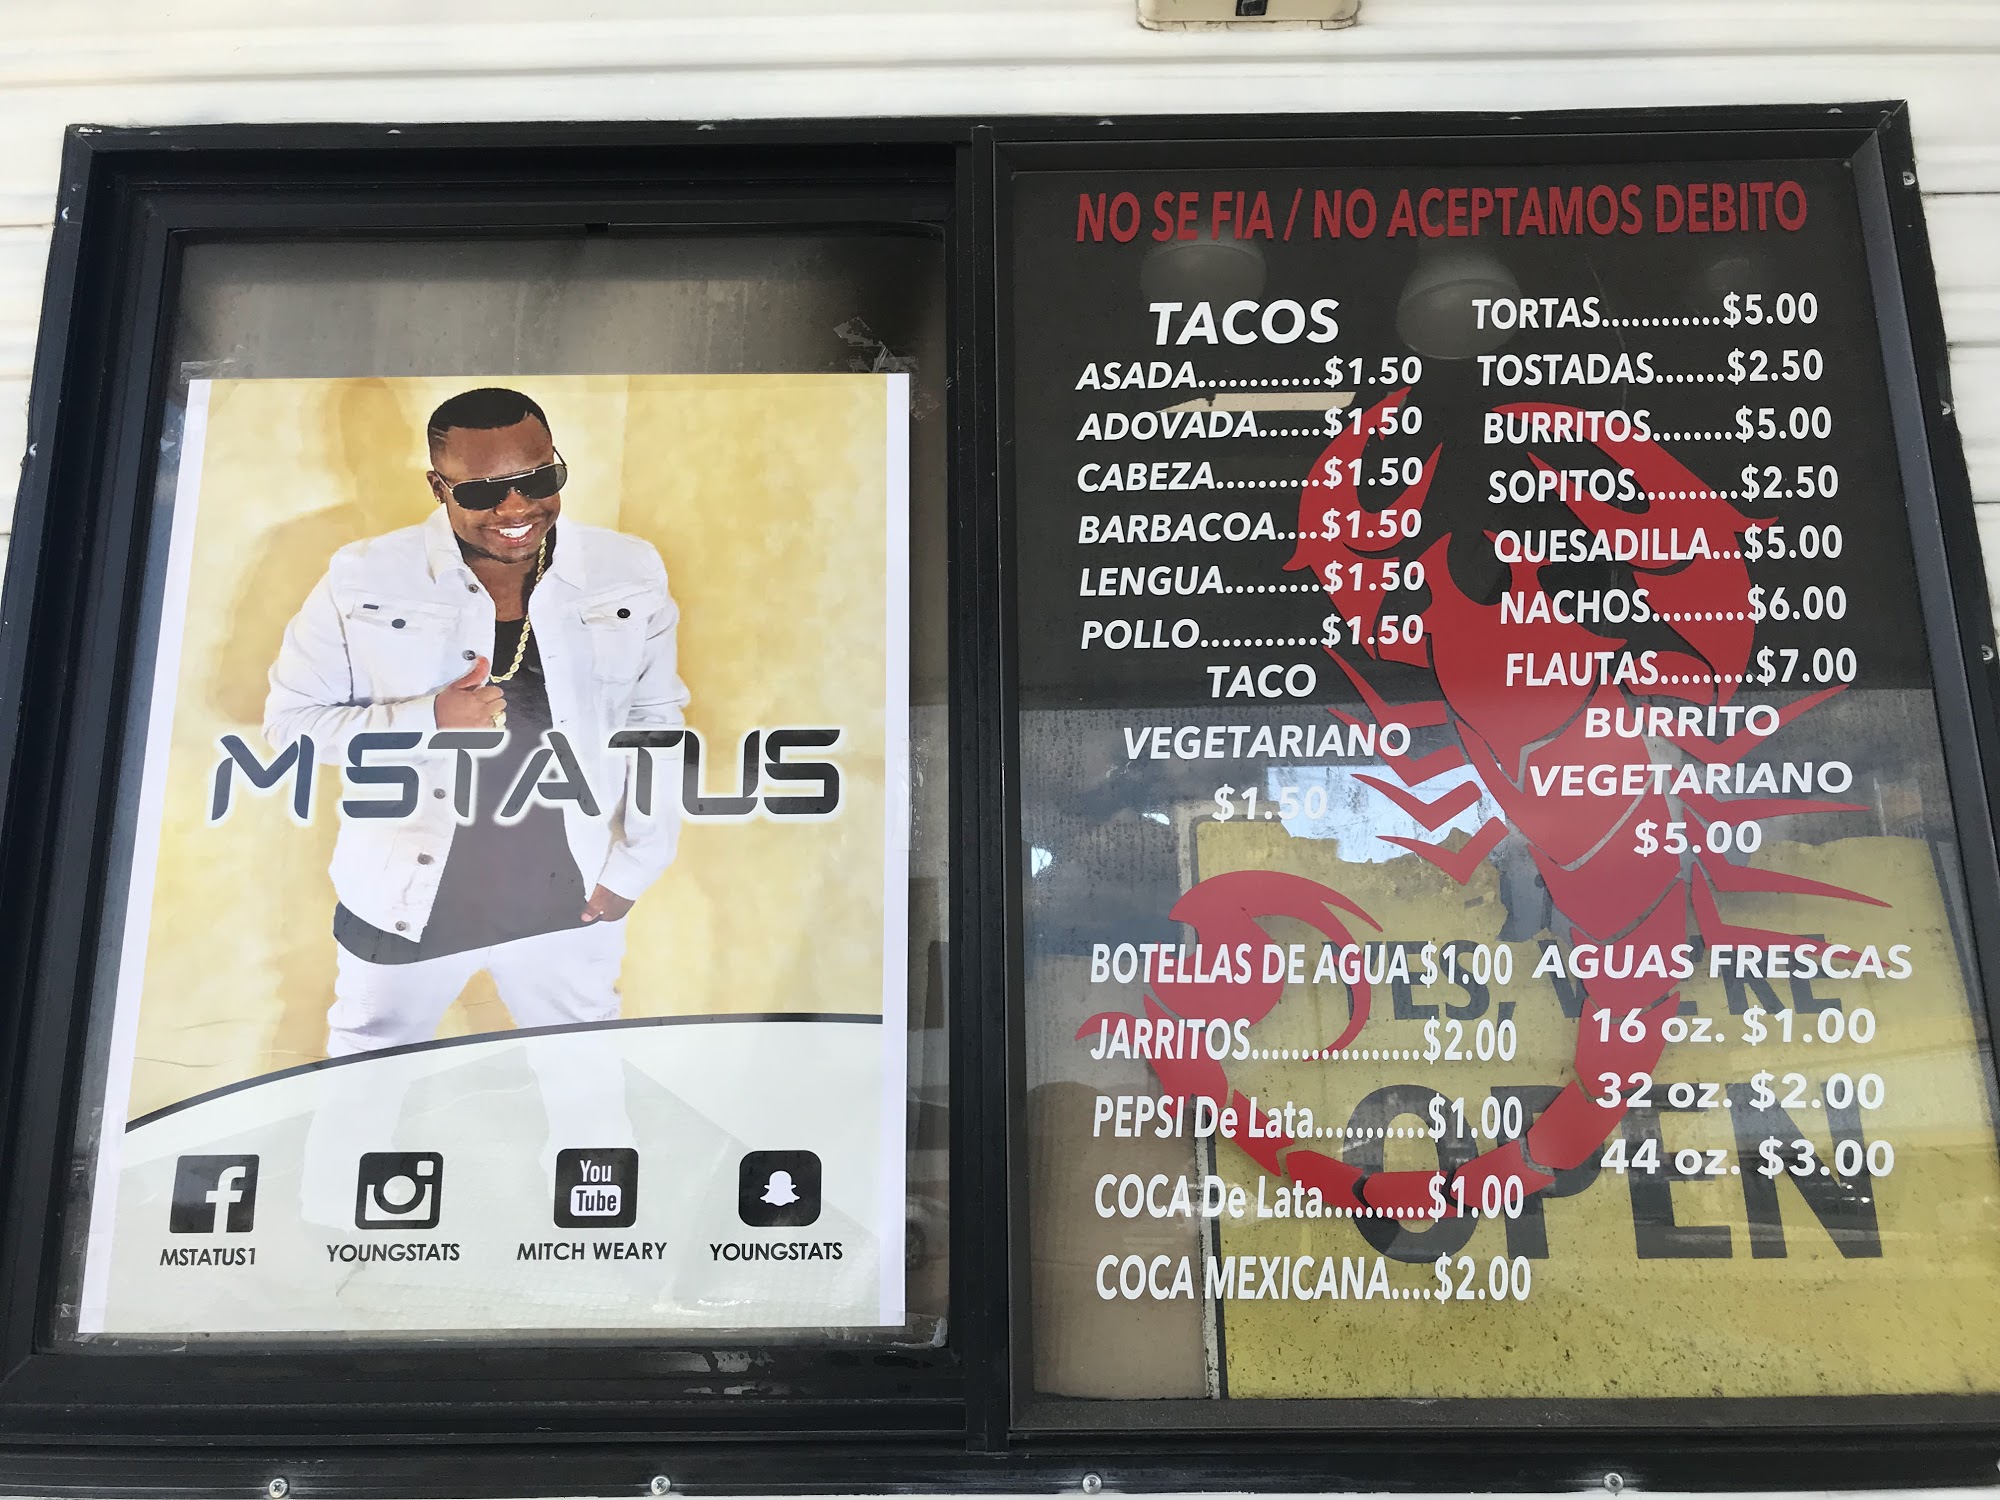 MSTATUS
You
Tube
MSTATUS1
YOUNGSTATS
MITCH WEARY
YOUNGSTATS
NO SE FIA / NO ACEPTAMOS DEBITO
TACOS
ASADA............$1.50
ADOVADA......$1.50
CABEZA..........$1.50
BARBACOA....$1.50
LENGUA.........$1.50
POLLO...........$1.50
TACO
VEGETARIANO
$1.50
TORTAS............$5.00
TOSTADAS.......$2.50
BURRITOS........$5.00
SOPITOS..........$2.50
QUESADILLA...$5.00
NACHOS.........$6.00
FLAUTAS.........$7.00
BURRITO
VEGETARIANO
$5.00
BOTELLAS DE AGUA $1.00
JARRITOS.................$2.00
PEPSI De Lata...........$1.00
COCA De Lata..........$1.00
COCA MEXICANA....$2.00
AGUAS FRESCAS
16 oz. $1.00
32 oz. $2.00
44 oz. $3.00
YES, WE'RE
OPEN